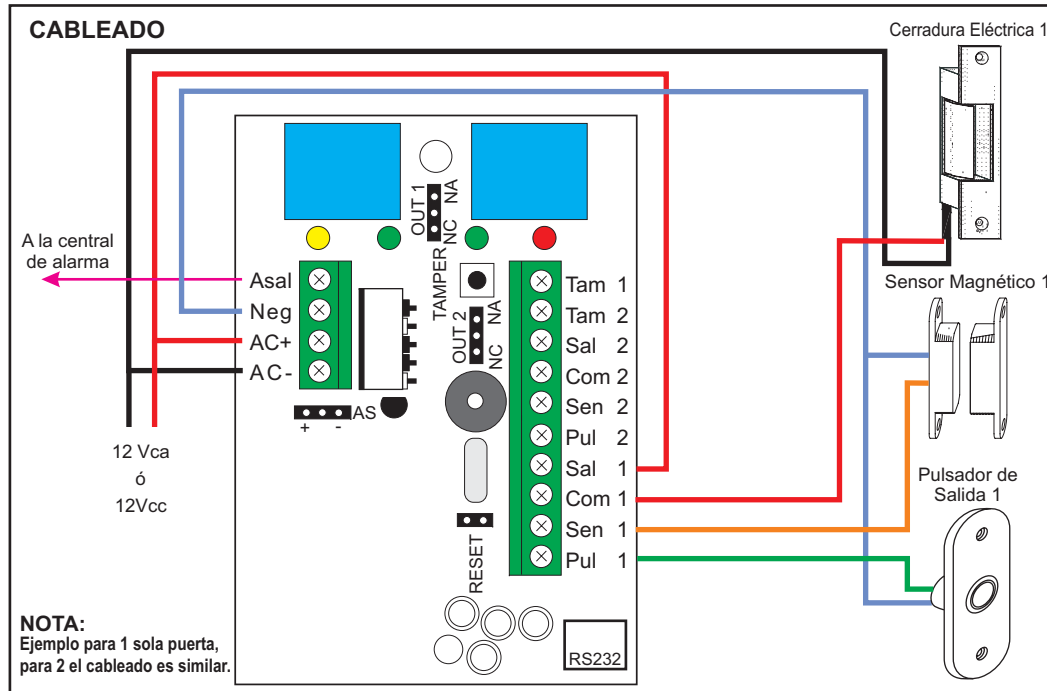 CABLEADO
Cerradura Eléctrica 1
A la central
de alarma
Asal
Neg
AC+
AC-
12 Vca
ó
12Vcc
OUT 1
NA
NC
TAMPER
OUT 2
NA
NC
AS
+ -
RESET
Tam 1
Tam 2
Sal 2
Com 2
Sen 2
Pul 2
Sal 1
Com 1
Sen 1
Pul 1
RS232
Sensor Magnético 1
Pulsador de
Salida 1
NOTA:
Ejemplo para 1 sola puerta,
para 2 el cableado es similar.